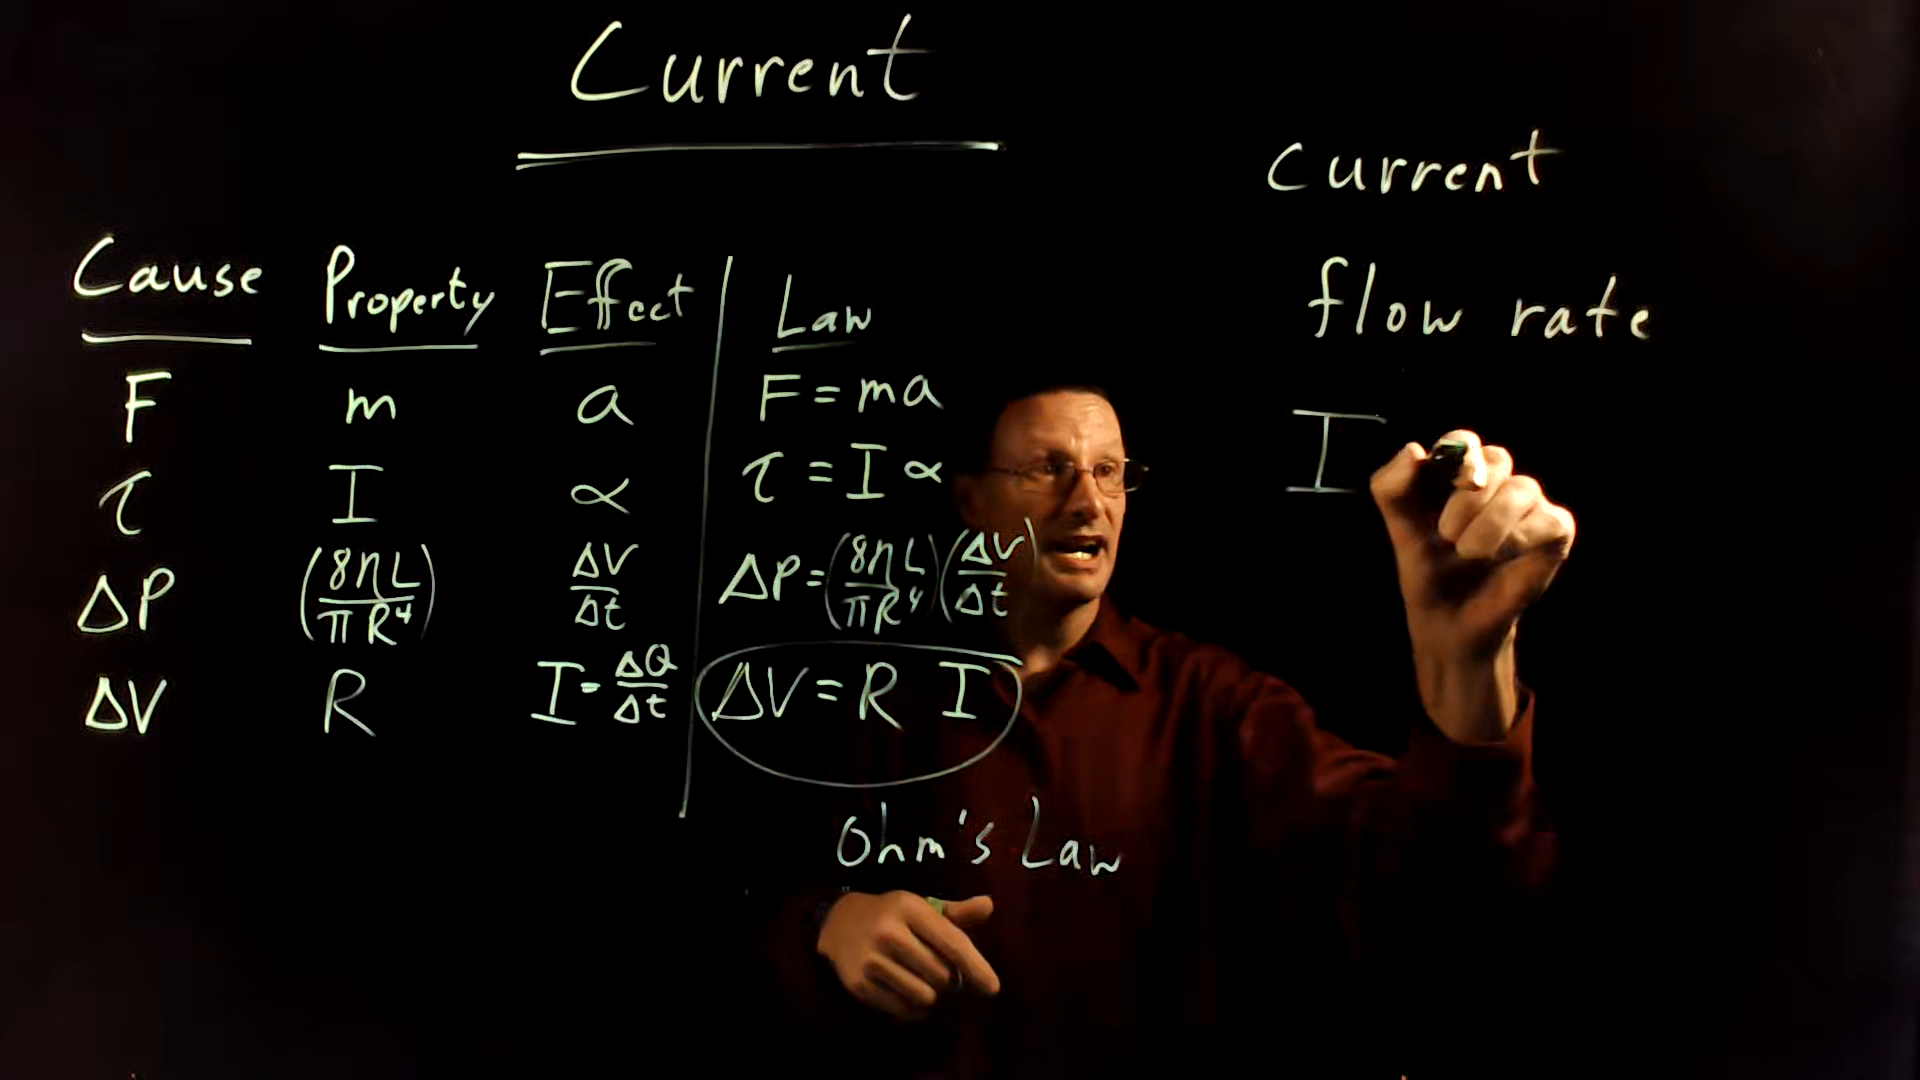 Current
Cause Property Effect Law
F m a F = ma
τ I α τ = I α
ΔP (8ηL/πR⁴) ΔV/Δt ΔP = (8ηL/πR⁴)(ΔV/Δt)
ΔV R I = ΔQ/Δt ΔV = R I
Ohm's Law
current
flow rate
I